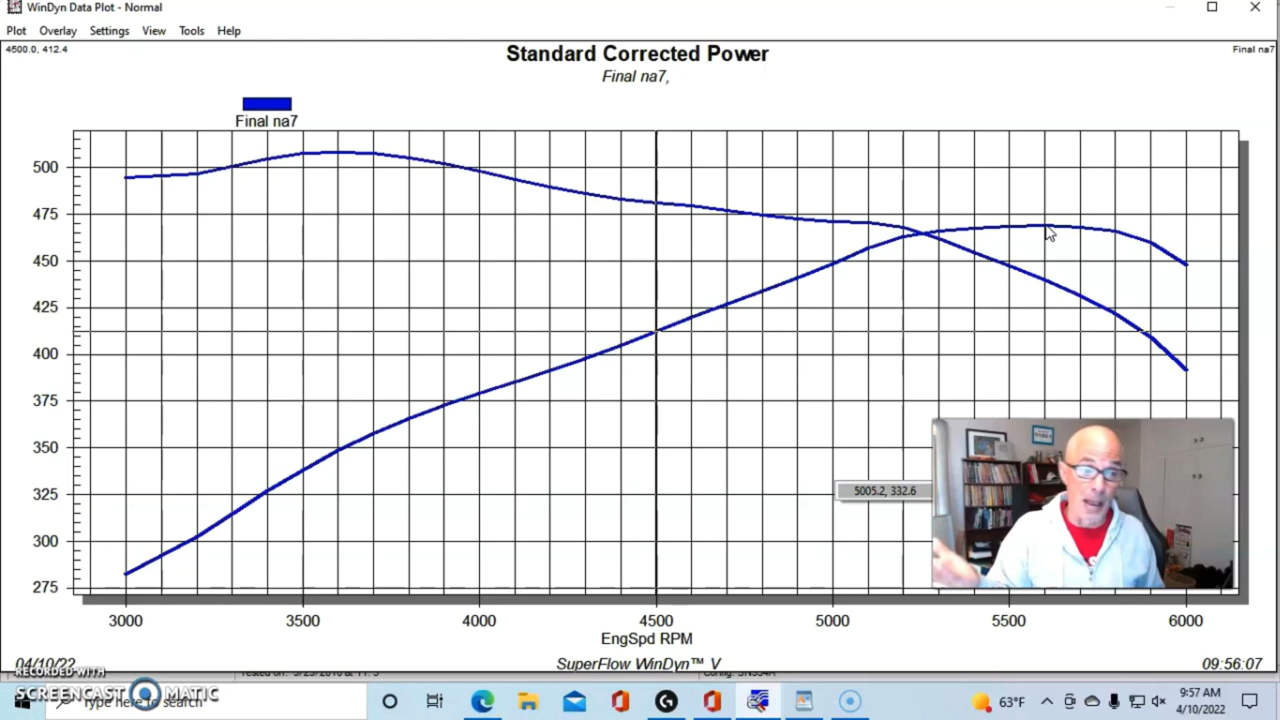 WinDyn Data Plot - Normal
Plot Overlay Settings View Tools Help
4500.0, 412.4
Final na7
Standard Corrected Power
Final na7,
Final na7
500
475
450
425
400
375
350
325
300
275
5005.2, 332.6
3000 3500 4000 4500 5000 5500 6000
EngSpd RPM
04/10/22 SuperFlow WinDyn™ V 09:56:07
RECORDED WITH
SCREENCAST MATIC
Type here to search
63°F
9:57 AM
4/10/2022